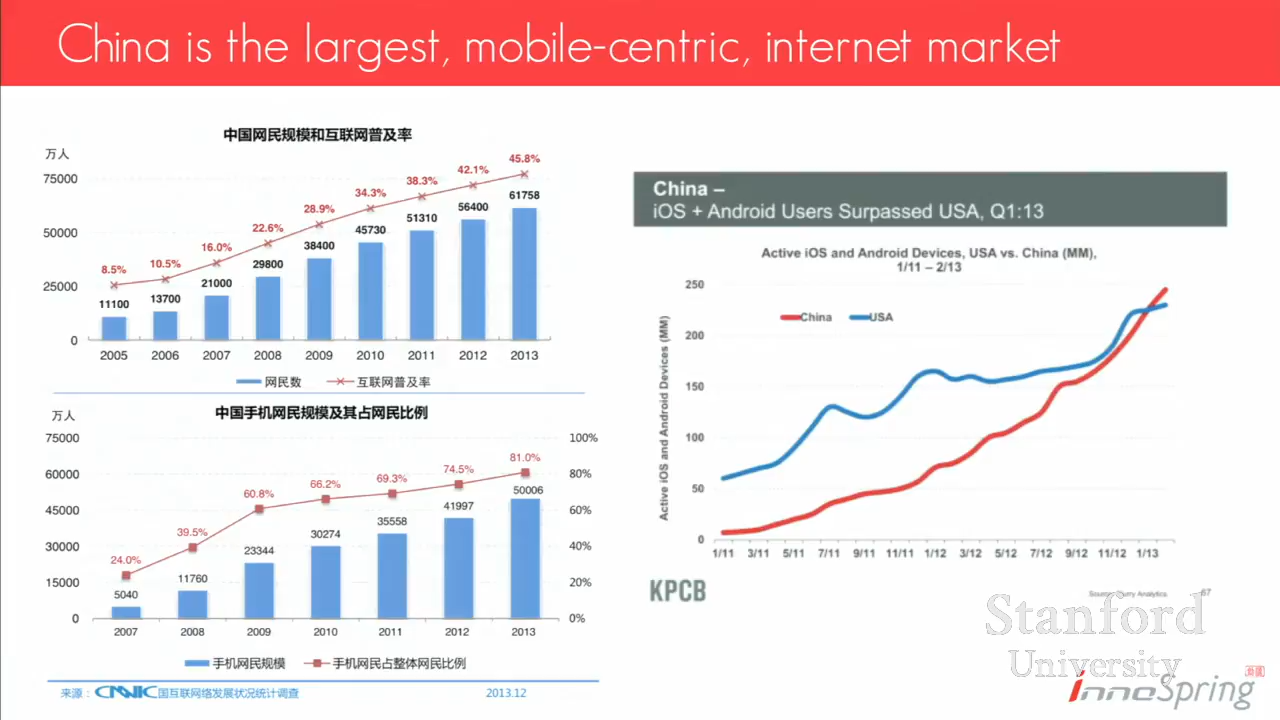 China is the largest, mobile-centric, internet market
中国网民规模和互联网普及率
万人
75000
50000
25000
0
8.5% 10.5% 16.0% 22.6% 28.9% 34.3% 38.3% 42.1% 45.8%
11100 13700 21000 29800 38400 45730 51310 56400 61758
2005 2006 2007 2008 2009 2010 2011 2012 2013
网民数 互联网普及率
中国手机网民规模及其占网民比例
万人
75000 100%
60000 80%
45000 60%
30000 40%
15000 20%
0 0%
24.0% 39.5% 60.8% 66.2% 69.3% 74.5% 81.0%
5040 11760 23344 30274 35558 41997 50006
2007 2008 2009 2010 2011 2012 2013
手机网民规模 手机网民占整体网民比例
来源： CNNIC 国互联网络发展状况统计调查 2013.12
China –
iOS + Android Users Surpassed USA, Q1:13
Active iOS and Android Devices, USA vs. China (MM),
1/11 – 2/13
Active iOS and Android Devices (MM)
China USA
250
200
150
100
50
0
1/11 3/11 5/11 7/11 9/11 11/11 1/12 3/12 5/12 7/12 9/12 11/12 1/13
KPCB
Flurry Analytics. 67
Stanford
University
innoSpring